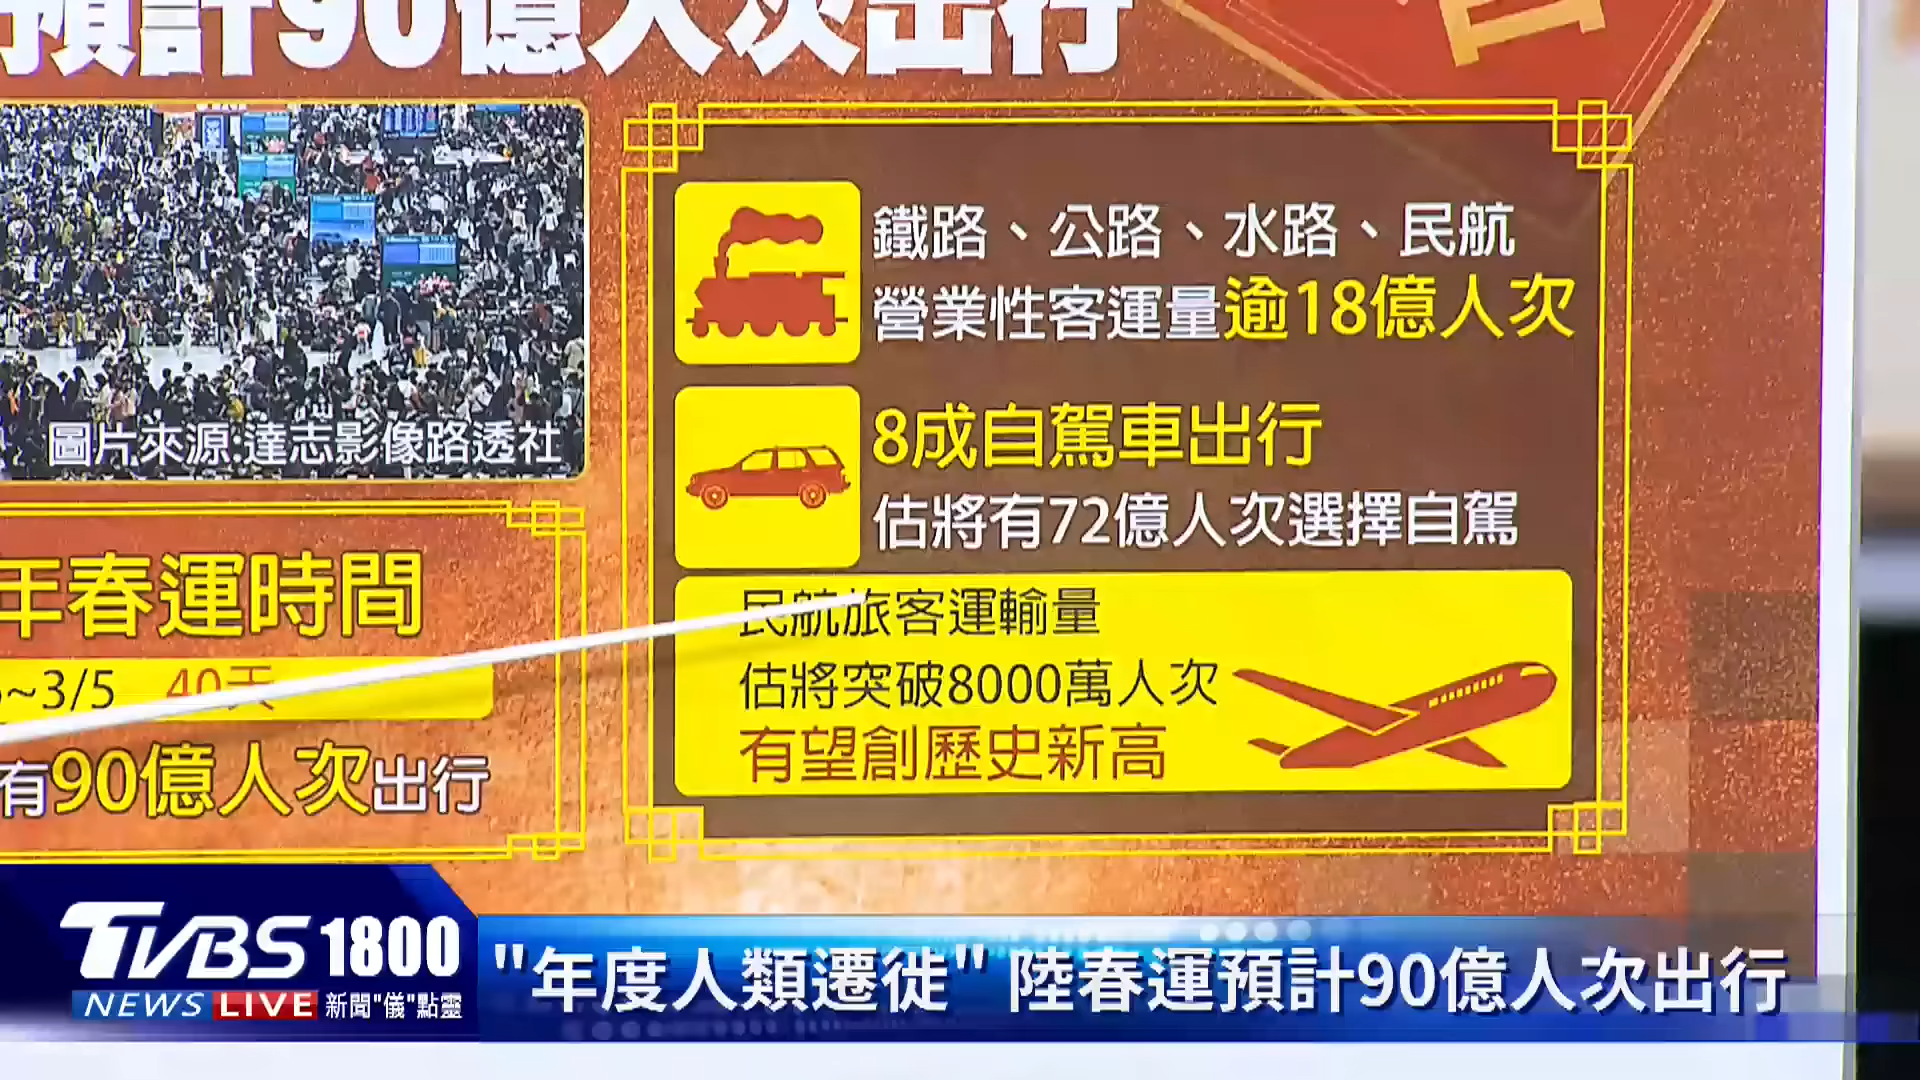 預計90億人次出行
圖片來源:達志影像路透社
年春運時間
~3/5 40天
有90億人次出行
鐵路、公路、水路、民航
營業性客運量逾18億人次
8成自駕車出行
估將有72億人次選擇自駕
民航旅客運輸量
估將突破8000萬人次
有望創歷史新高
TVBS 1800
NEWS LIVE 新聞"儀"點靈
"年度人類遷徙" 陸春運預計90億人次出行